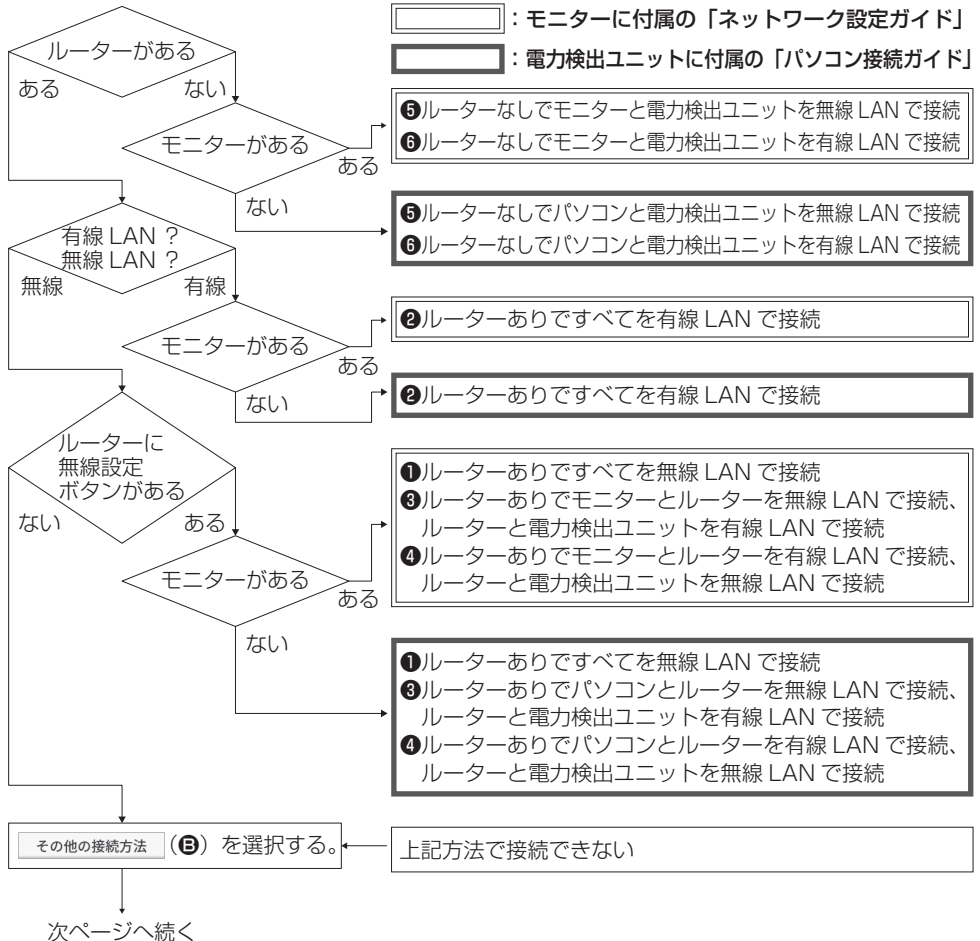 ：モニターに付属の「ネットワーク設定ガイド」
：電力検出ユニットに付属の「パソコン接続ガイド」
ルーターがある
ある
ない
モニターがある
ある
ない
❺ルーターなしでモニターと電力検出ユニットを無線 LAN で接続
❻ルーターなしでモニターと電力検出ユニットを有線 LAN で接続
❺ルーターなしでパソコンと電力検出ユニットを無線 LAN で接続
❻ルーターなしでパソコンと電力検出ユニットを有線 LAN で接続
有線 LAN ？
無線 LAN ？
無線
有線
モニターがある
ある
ない
❷ルーターありですべてを有線 LAN で接続
❷ルーターありですべてを有線 LAN で接続
ルーターに
無線設定
ボタンがある
ない
ある
モニターがある
ある
ない
❶ルーターありですべてを無線 LAN で接続
❸ルーターありでモニターとルーターを無線 LAN で接続、
ルーターと電力検出ユニットを有線 LAN で接続
❹ルーターありでモニターとルーターを有線 LAN で接続、
ルーターと電力検出ユニットを無線 LAN で接続
❶ルーターありですべてを無線 LAN で接続
❸ルーターありでパソコンとルーターを無線 LAN で接続、
ルーターと電力検出ユニットを有線 LAN で接続
❹ルーターありでパソコンとルーターを有線 LAN で接続、
ルーターと電力検出ユニットを無線 LAN で接続
その他の接続方法 （🅑）を選択する。
上記方法で接続できない
次ページへ続く